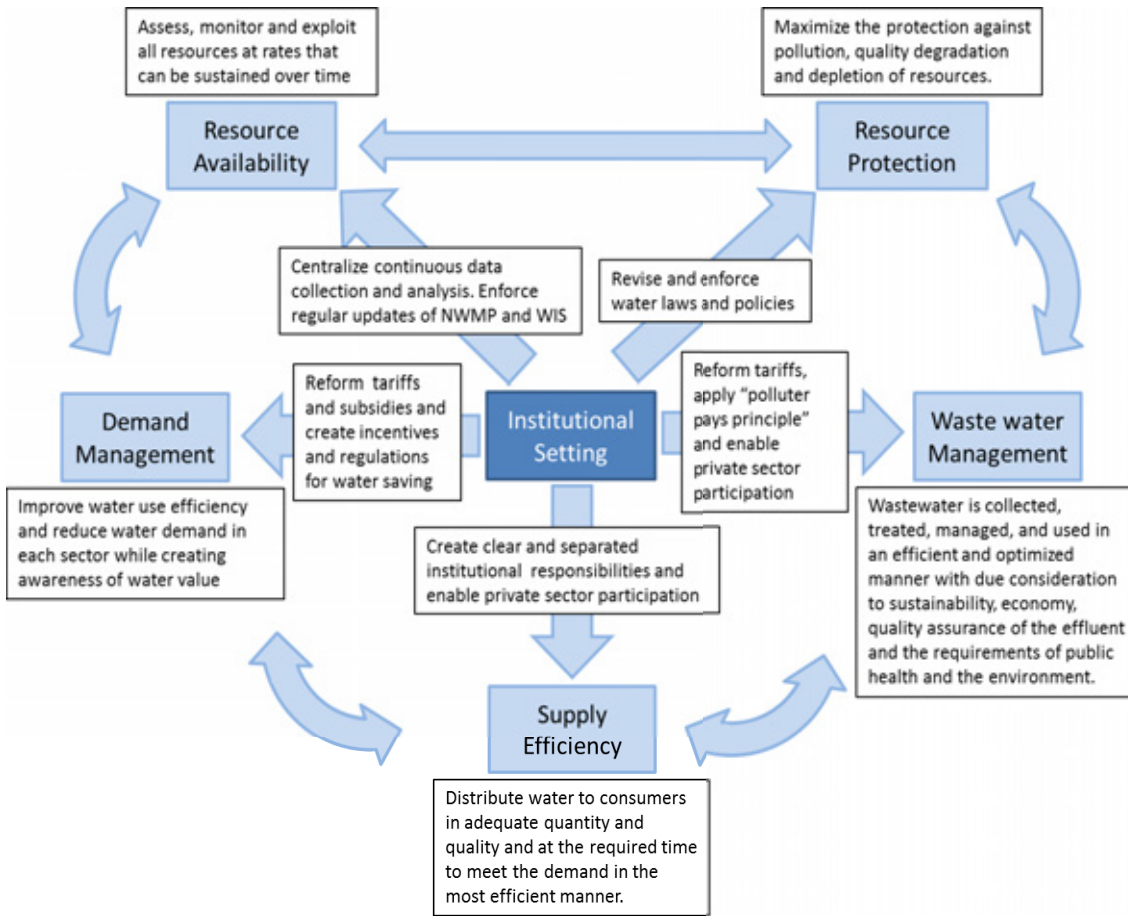 Assess, monitor and exploit
all resources at rates that
can be sustained over time
Maximize the protection against
pollution, quality degradation
and depletion of resources.
Resource
Availability
Resource
Protection
Centralize continuous data
collection and analysis. Enforce
regular updates of NWMP and WIS
Revise and enforce
water laws and policies
Demand
Management
Reform tariffs
and subsidies and
create incentives
and regulations
for water saving
Institutional
Setting
Reform tariffs,
apply “polluter
pays principle”
and enable
private sector
participation
Waste water
Management
Improve water use efficiency
and reduce water demand in
each sector while creating
awareness of water value
Create clear and separated
institutional responsibilities and
enable private sector participation
Wastewater is collected,
treated, managed, and used in
an efficient and optimized
manner with due consideration
to sustainability, economy,
quality assurance of the effluent
and the requirements of public
health and the environment.
Supply
Efficiency
Distribute water to consumers
in adequate quantity and
quality and at the required time
to meet the demand in the
most efficient manner.